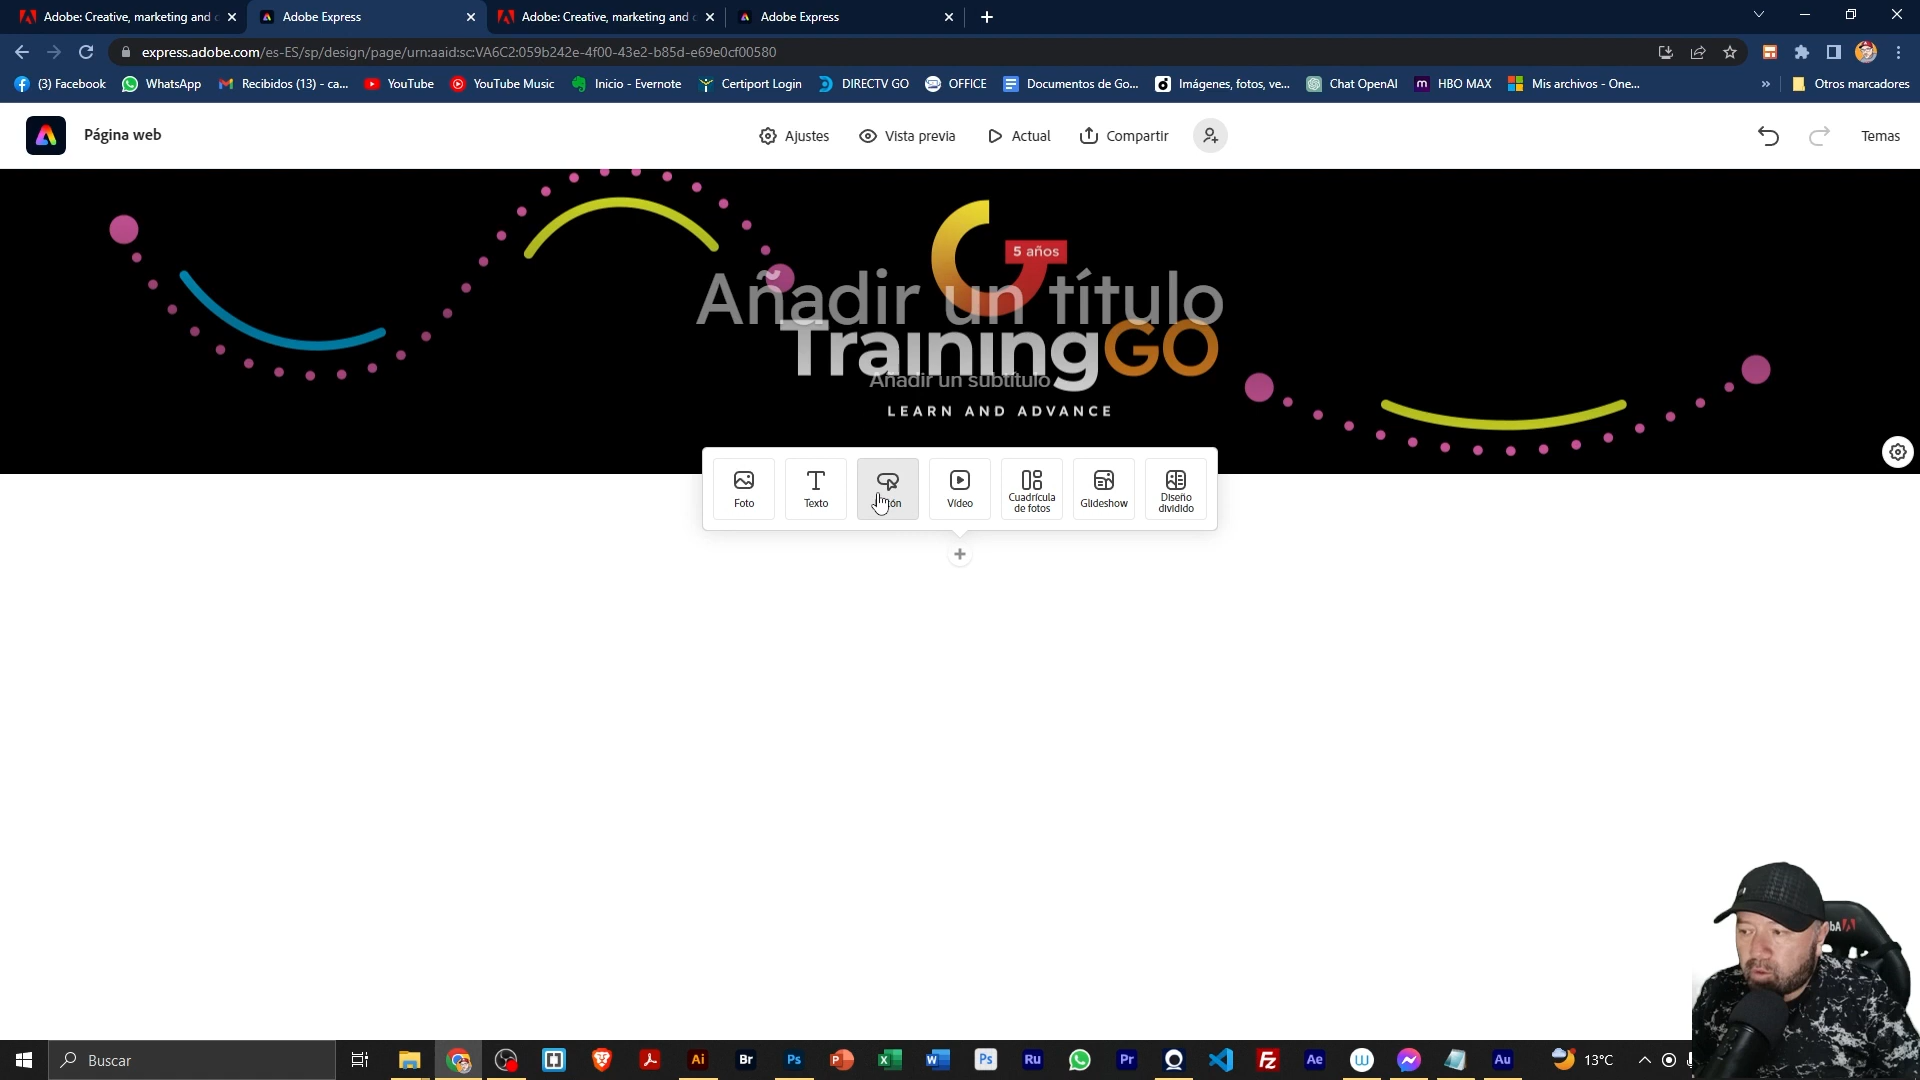 Adobe: Creative, marketing and c
Adobe Express
Adobe: Creative, marketing and c
Adobe Express
express.adobe.com/es-ES/sp/design/page/urn:aaid:sc:VA6C2:059b242e-4f00-43e2-b85d-e69e0cf00580
(3) Facebook
WhatsApp
Recibidos (13) - ca...
YouTube
YouTube Music
Inicio - Evernote
Certiport Login
DIRECTV GO
OFFICE
Documentos de Go...
Imágenes, fotos, ve...
Chat OpenAI
HBO MAX
Mis archivos - One...
»
Otros marcadores
Página web
Ajustes
Vista previa
Actual
Compartir
Temas
5 años
Añadir un título
TrainingGO
Añadir un subtítulo
LEARN AND ADVANCE
Foto
Texto
Vídeo
Cuadrícula
de fotos
Glideshow
Diseño
dividido
Buscar
13°C